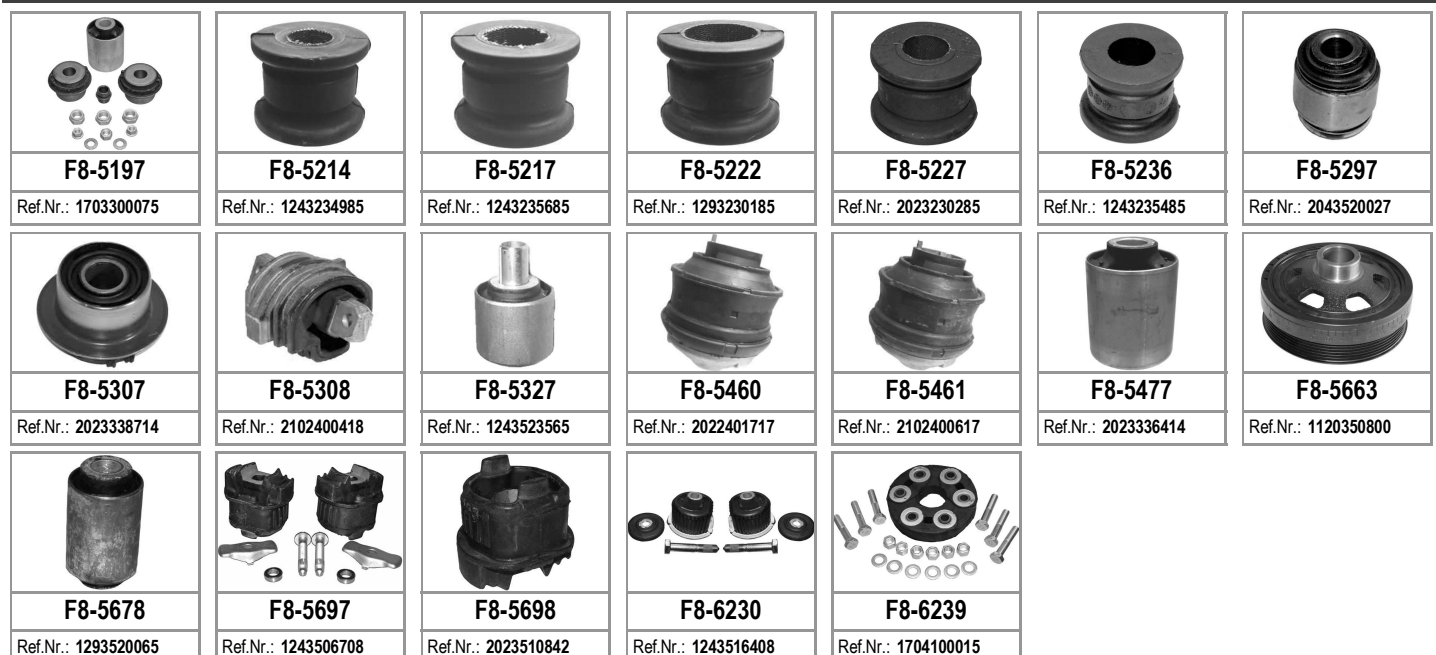 F8-5197 F8-5214 F8-5217 F8-5222 F8-5227 F8-5236 F8-5297
Ref.Nr.: 1703300075 Ref.Nr.: 1243234985 Ref.Nr.: 1243235685 Ref.Nr.: 1293230185 Ref.Nr.: 2023230285 Ref.Nr.: 1243235485 Ref.Nr.: 2043520027
F8-5307 F8-5308 F8-5327 F8-5460 F8-5461 F8-5477 F8-5663
Ref.Nr.: 2023338714 Ref.Nr.: 2102400418 Ref.Nr.: 1243523565 Ref.Nr.: 2022401717 Ref.Nr.: 2102400617 Ref.Nr.: 2023336414 Ref.Nr.: 1120350800
F8-5678 F8-5697 F8-5698 F8-6230 F8-6239
Ref.Nr.: 1293520065 Ref.Nr.: 1243506708 Ref.Nr.: 2023510842 Ref.Nr.: 1243516408 Ref.Nr.: 1704100015